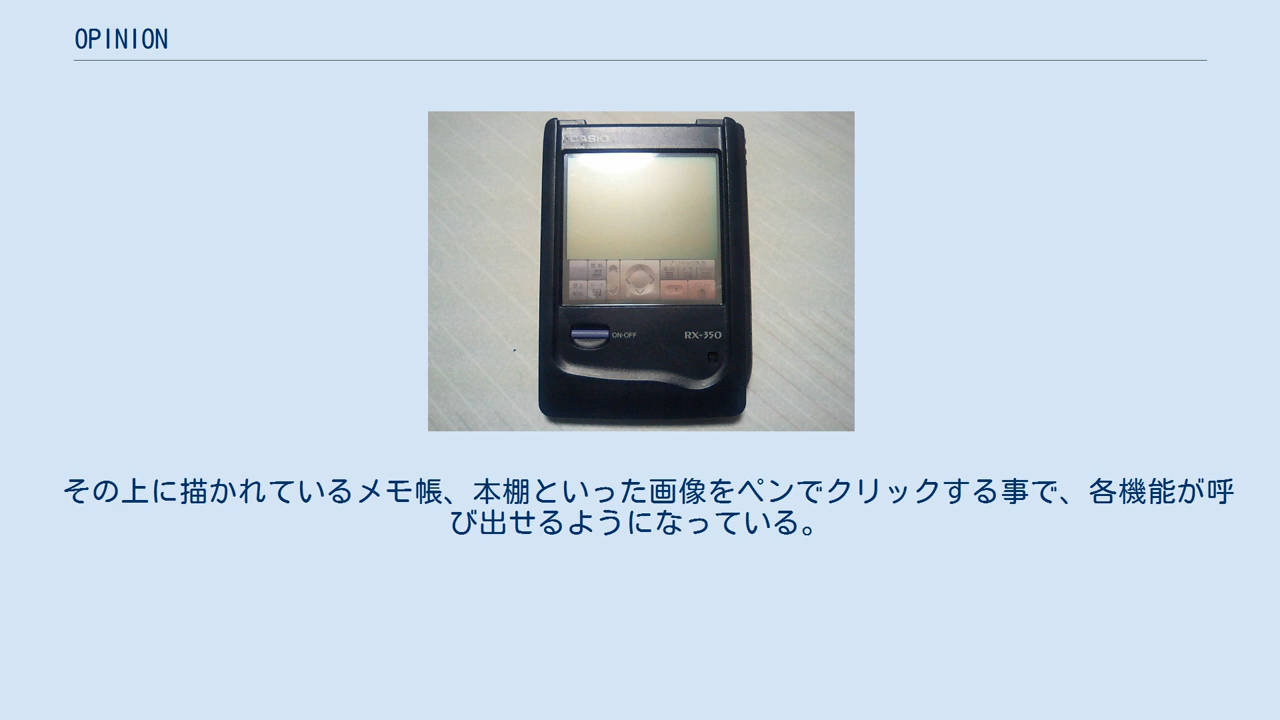 OPINION
CASIO
ON·OFF
RX-350
その上に描かれているメモ帳、本棚といった画像をペンでクリックする事で、各機能が呼
び出せるようになっている。